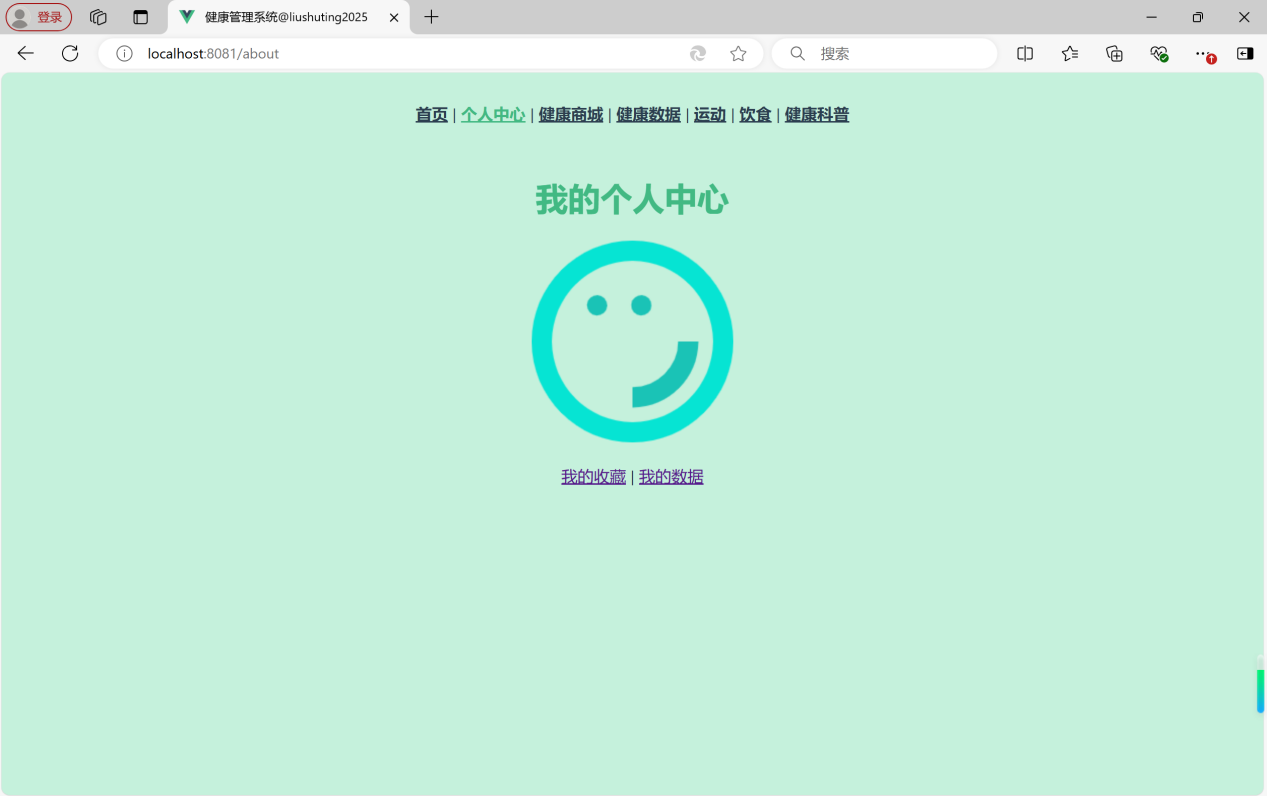 登录
健康管理系统@liushuting2025
localhost:8081/about
搜索
首页 | 个人中心 | 健康商城 | 健康数据 | 运动 | 饮食 | 健康科普
我的个人中心
我的收藏 | 我的数据